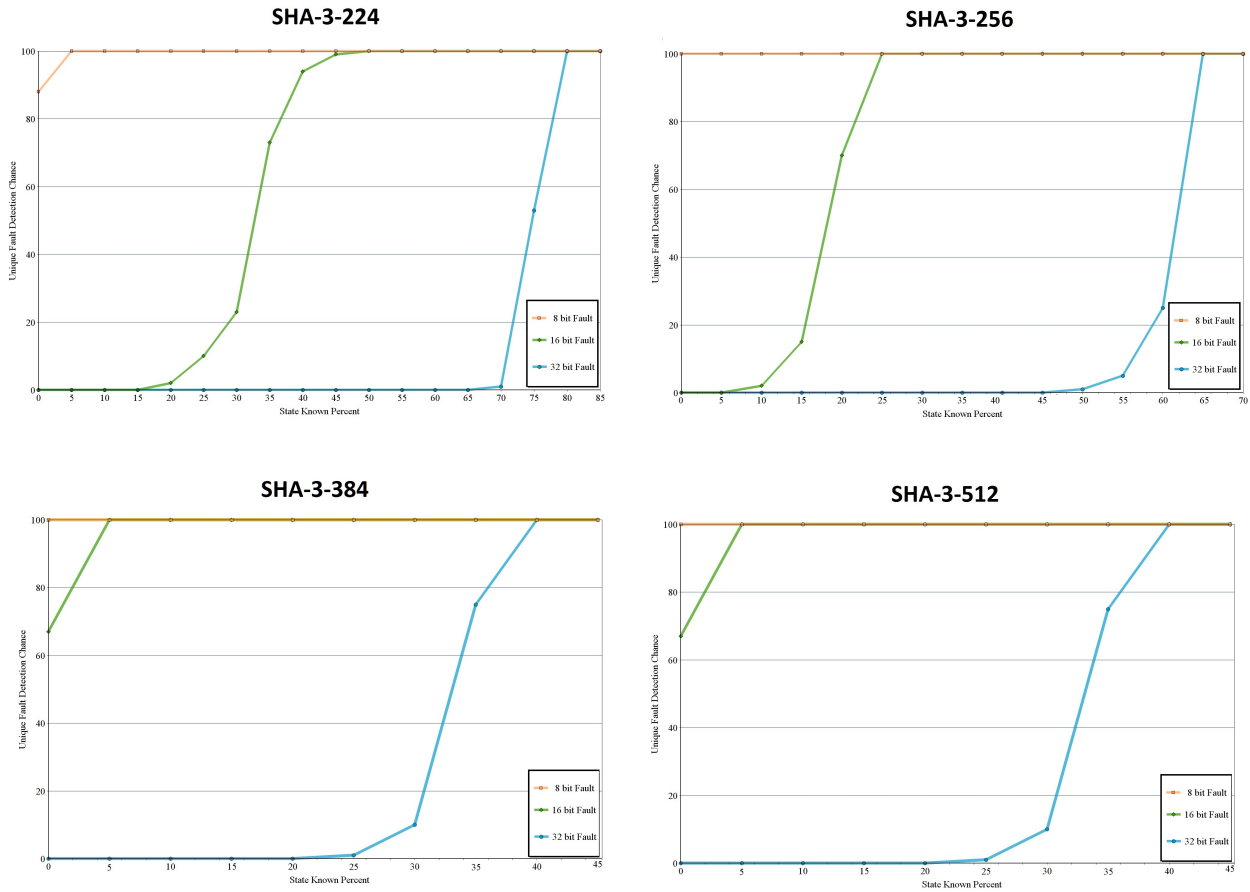 SHA-3-224
100
80
60
40
20
0
Unique Fault Detection Chance
0 5 10 15 20 25 30 35 40 45 50 55 60 65 70 75 80 85
State Known Percent
8 bit Fault
16 bit Fault
32 bit Fault
SHA-3-256
100
80
60
40
20
0
Unique Fault Detection Chance
0 5 10 15 20 25 30 35 40 45 50 55 60 65 70
State Known Percent
8 bit Fault
16 bit Fault
32 bit Fault
SHA-3-384
100
80
60
40
20
0
Unique Fault Detection Chance
0 5 10 15 20 25 30 35 40 45
State Known Percent
8 bit Fault
16 bit Fault
32 bit Fault
SHA-3-512
100
80
60
40
20
0
Unique Fault Detection Chance
0 5 10 15 20 25 30 35 40 45
State Known Percent
8 bit Fault
16 bit Fault
32 bit Fault